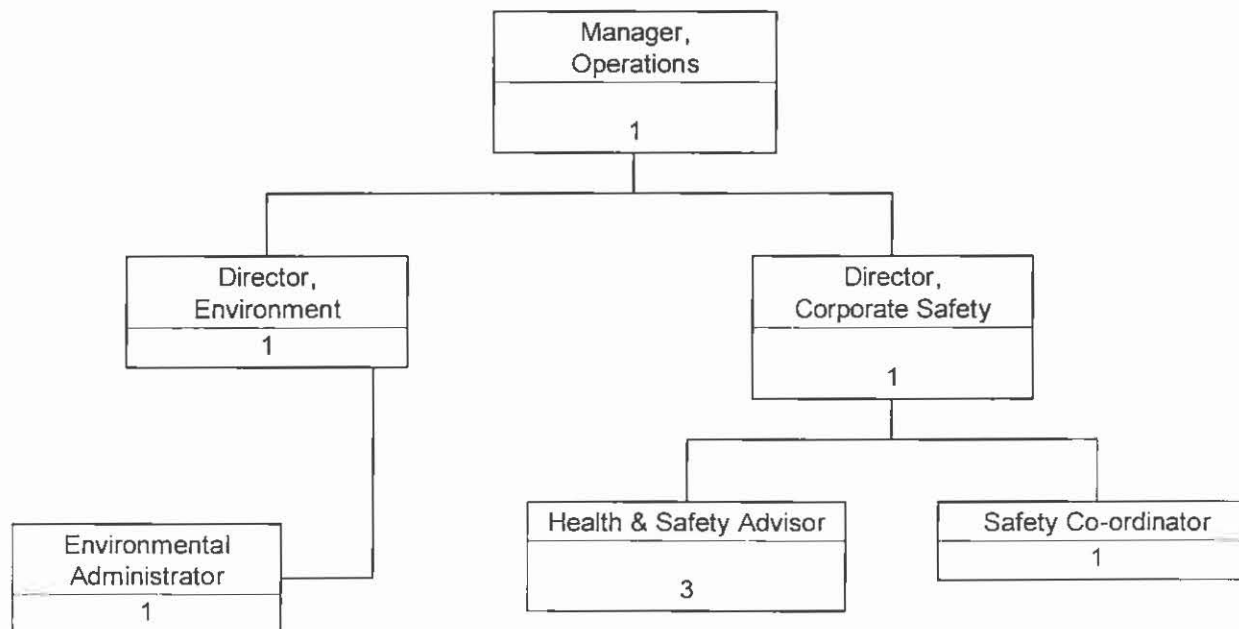 Manager,
Operations
1
Director,
Environment
1
Director,
Corporate Safety
1
Environmental
Administrator
1
Health & Safety Advisor
3
Safety Co-ordinator
1